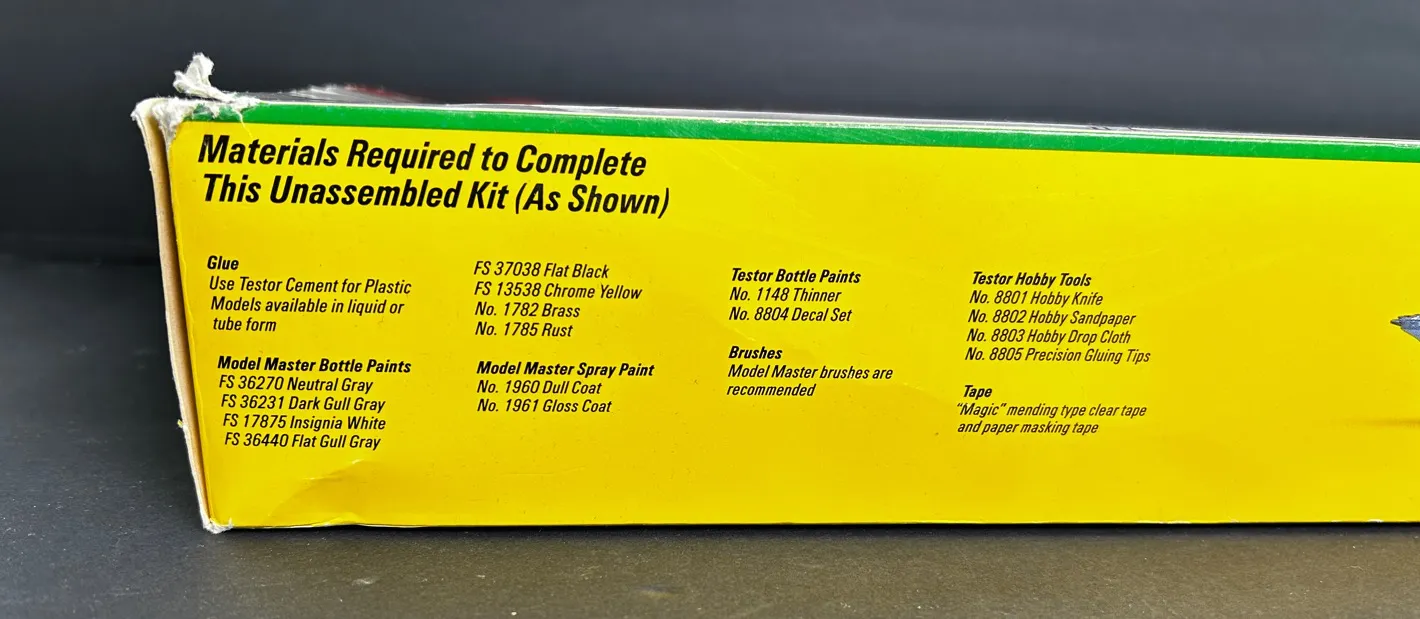 Materials Required to Complete
This Unassembled Kit (As Shown)
Glue
Use Testor Cement for Plastic
Models available in liquid or
tube form
Model Master Bottle Paints
FS 36270 Neutral Gray
FS 36231 Dark Gull Gray
FS 17875 Insignia White
FS 36440 Flat Gull Gray
FS 37038 Flat Black
FS 13538 Chrome Yellow
No. 1782 Brass
No. 1785 Rust
Model Master Spray Paint
No. 1960 Dull Coat
No. 1961 Gloss Coat
Testor Bottle Paints
No. 1148 Thinner
No. 8804 Decal Set
Brushes
Model Master brushes are
recommended
Testor Hobby Tools
No. 8801 Hobby Knife
No. 8802 Hobby Sandpaper
No. 8803 Hobby Drop Cloth
No. 8805 Precision Gluing Tips
Tape
"Magic" mending type clear tape
and paper masking tape